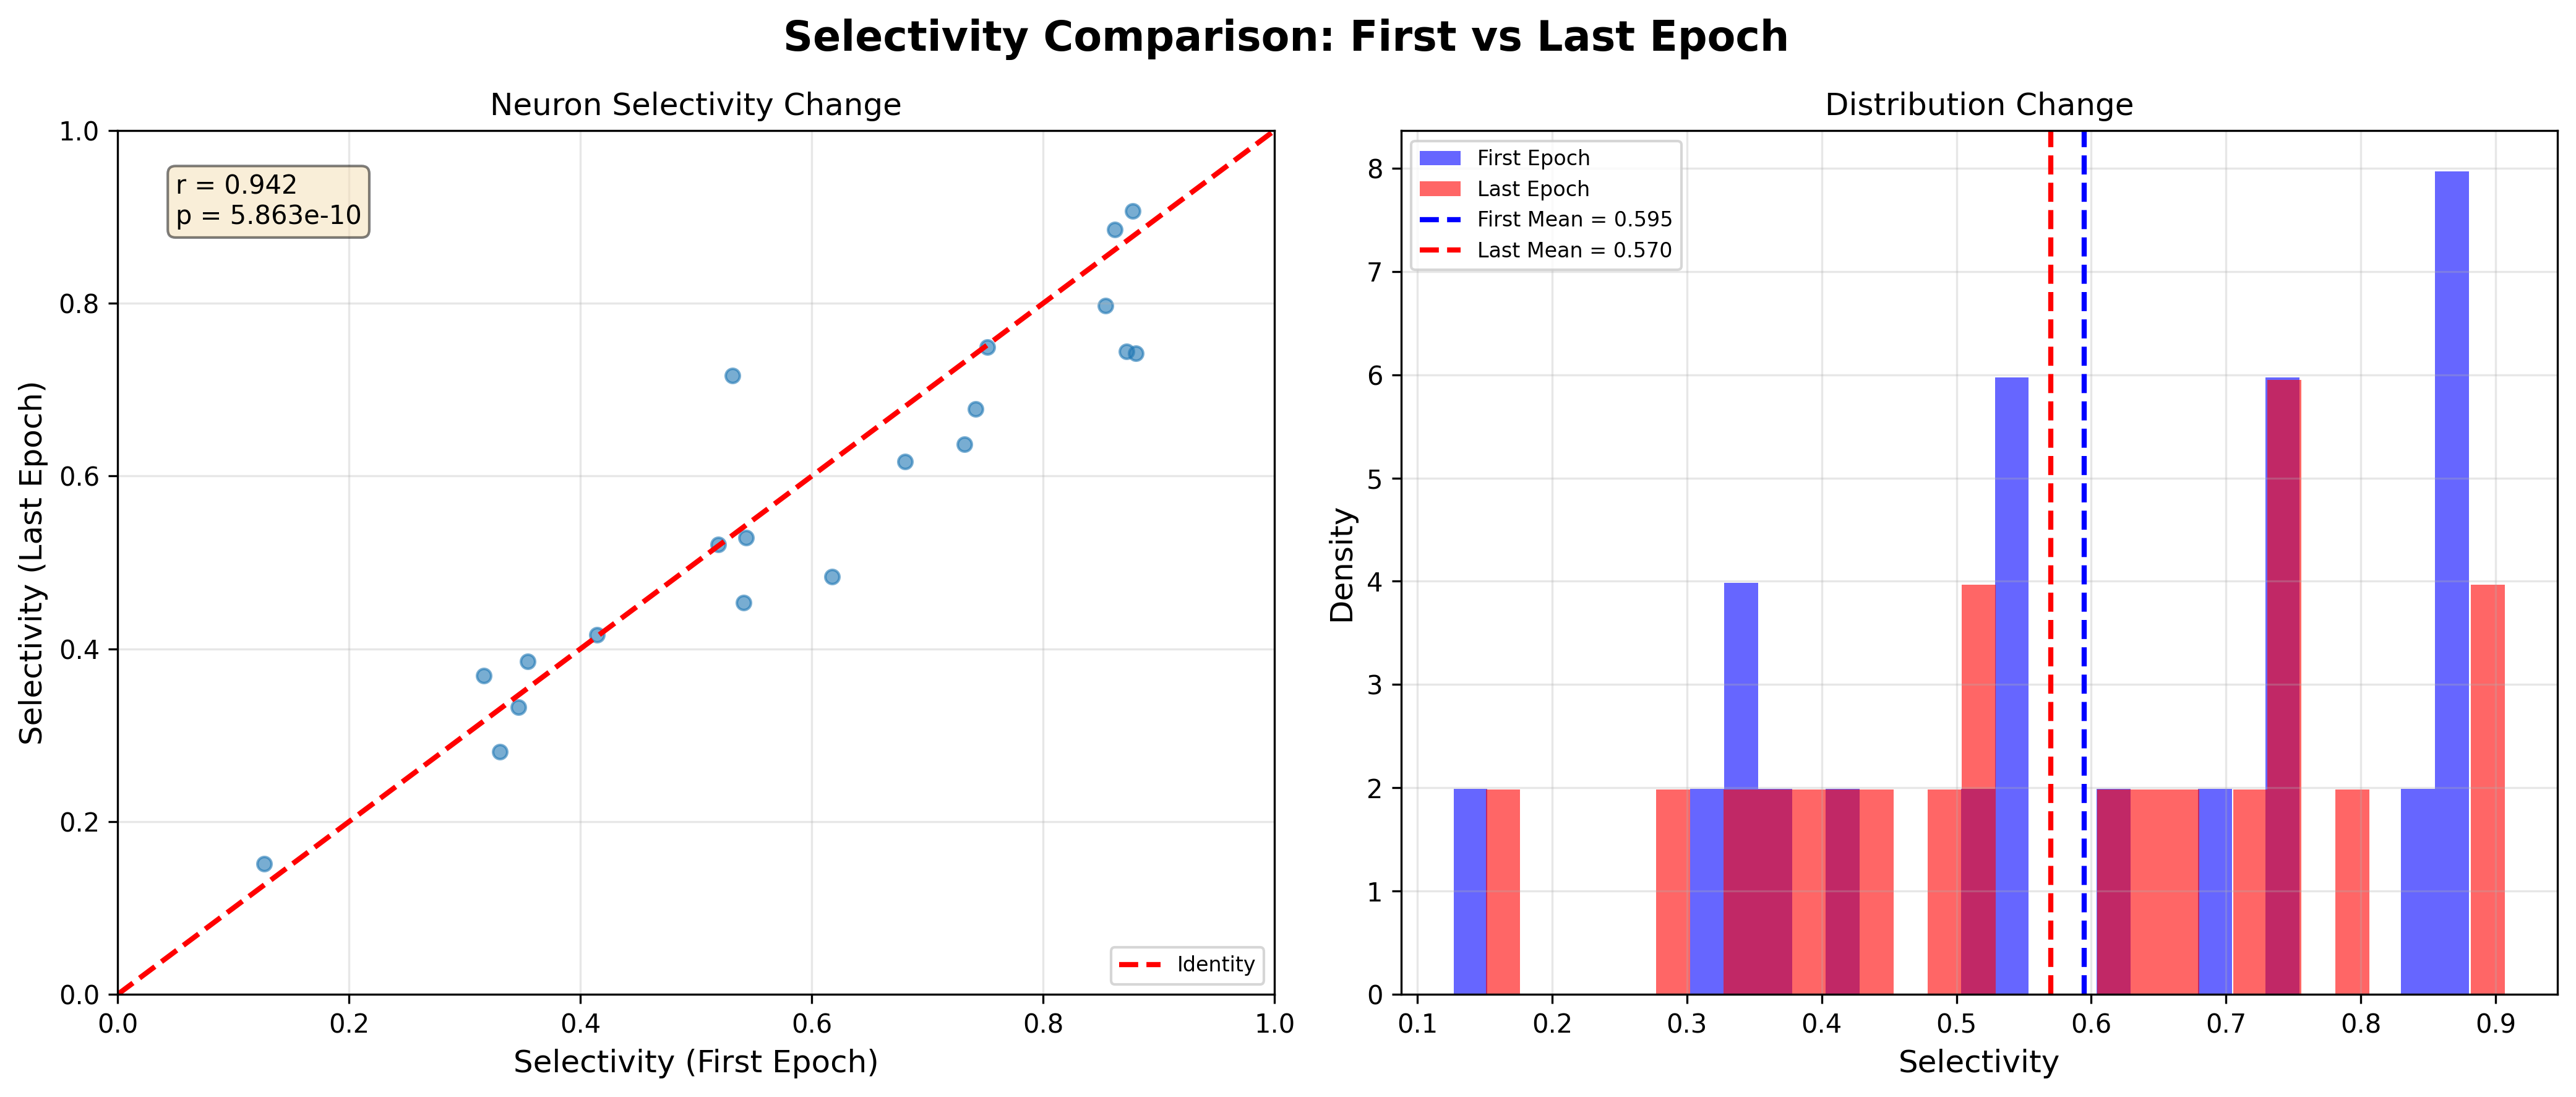 Selectivity Comparison: First vs Last Epoch
Neuron Selectivity Change
r = 0.942
p = 5.863e-10
Selectivity (Last Epoch)
1.0
0.8
0.6
0.4
0.2
0.0
0.0 0.2 0.4 0.6 0.8 1.0
Selectivity (First Epoch)
Identity
Distribution Change
First Epoch
Last Epoch
First Mean = 0.595
Last Mean = 0.570
Density
8
7
6
5
4
3
2
1
0
0.1 0.2 0.3 0.4 0.5 0.6 0.7 0.8 0.9
Selectivity